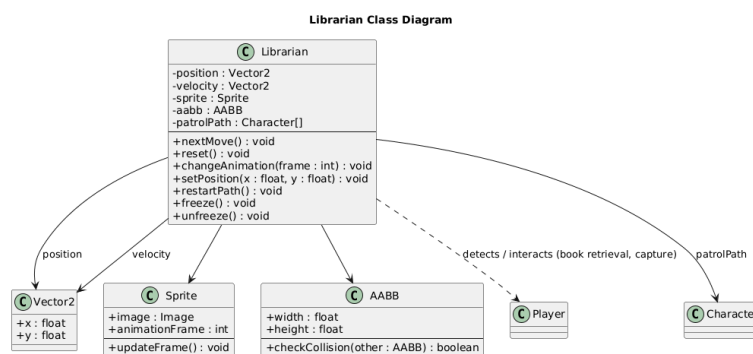 Librarian Class Diagram
C Librarian
-position : Vector2
-velocity : Vector2
-sprite : Sprite
-aabb : AABB
-patrolPath : Character[]
+nextMove() : void
+reset() : void
+changeAnimation(frame : int) : void
+setPosition(x : float, y : float) : void
+restartPath() : void
+freeze() : void
+unfreeze() : void
position
velocity
detects / interacts (book retrieval, capture)
patrolPath
C Vector2
+x : float
+y : float
C Sprite
+image : Image
+animationFrame : int
+updateFrame() : void
C AABB
+width : float
+height : float
+checkCollision(other : AABB) : boolean
C Player
C Characte